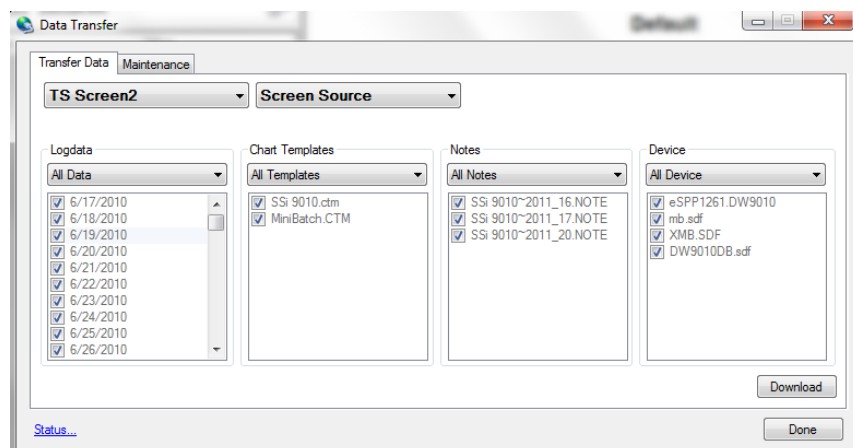 Data Transfer
Default
Transfer Data Maintenance
TS Screen2 Screen Source
Logdata Chart Templates Notes Device
All Data All Templates All Notes All Device
6/17/2010 SSi 9010.ctm SSi 9010~2011_16.NOTE eSPP1261.DW9010
6/18/2010 MiniBatch.CTM SSi 9010~2011_17.NOTE mb.sdf
6/19/2010 SSi 9010~2011_20.NOTE XMB.SDF
6/20/2010 DW9010DB.sdf
6/21/2010
6/22/2010
6/23/2010
6/24/2010
6/25/2010
6/26/2010
Download
Status... Done